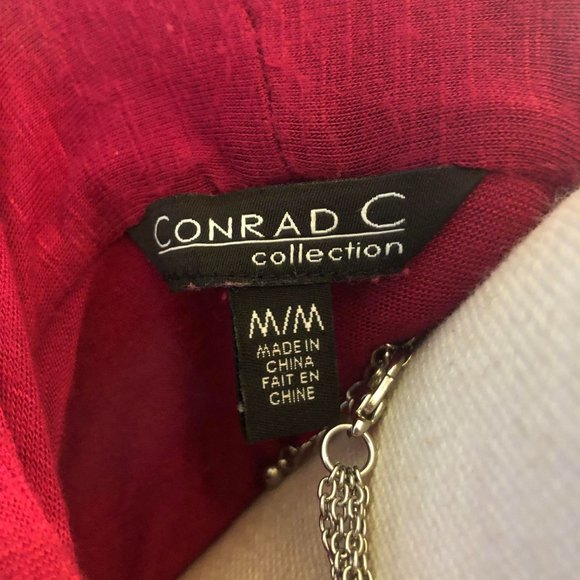 CONRAD C
collection
M/M
MADE IN
CHINA
FAIT EN
CHINE